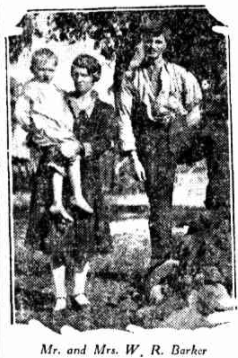 Mr. and Mrs. W. R. Barker